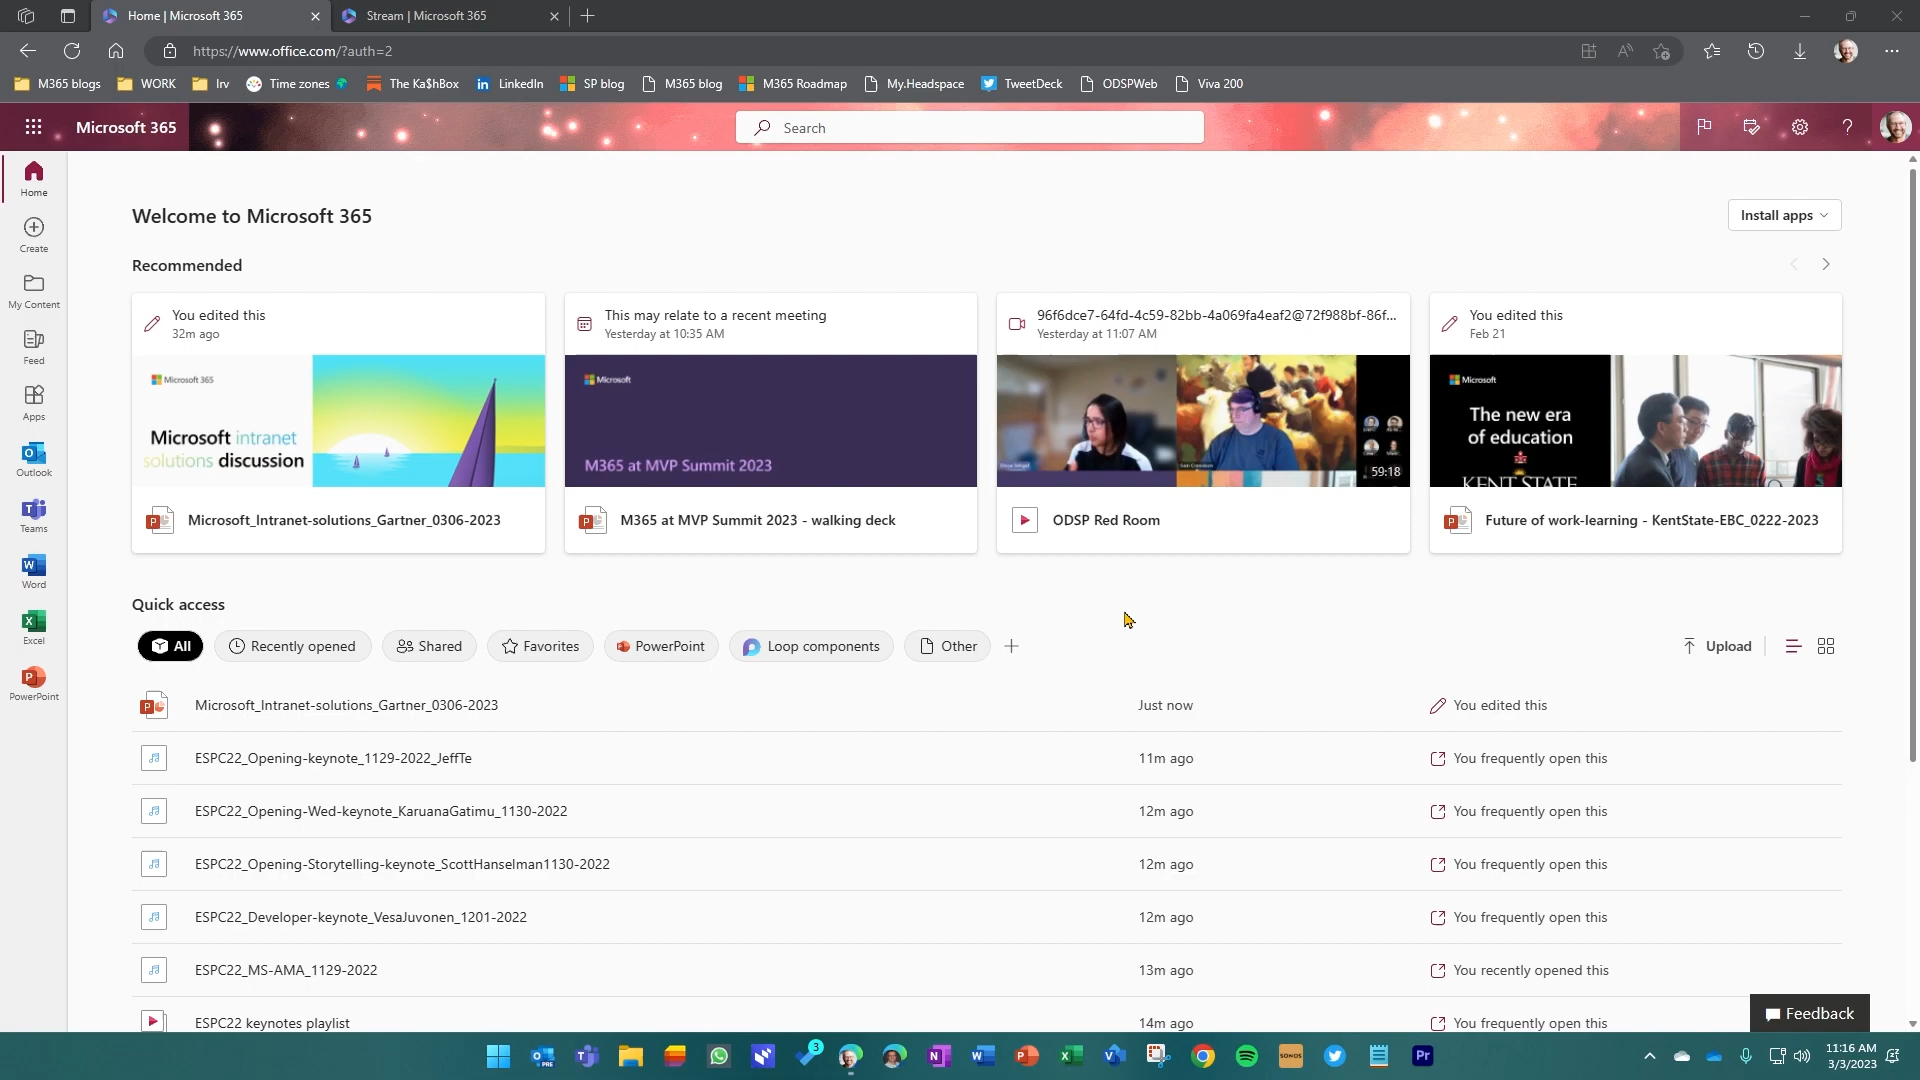 Home | Microsoft 365
Stream | Microsoft 365
https://www.office.com/?auth=2
M365 blogs
WORK
Irv
Time zones
The Ka$hBox
LinkedIn
SP blog
M365 blog
M365 Roadmap
My.Headspace
TweetDeck
ODSPWeb
Viva 200
Microsoft 365
Search
Home
Create
My Content
Feed
Apps
Outlook
Teams
Word
Excel
PowerPoint
Welcome to Microsoft 365
Install apps
Recommended
You edited this
32m ago
Microsoft 365
Microsoft intranet
solutions discussion
Microsoft_Intranet-solutions_Gartner_0306-2023
This may relate to a recent meeting
Yesterday at 10:35 AM
Microsoft
M365 at MVP Summit 2023
M365 at MVP Summit 2023 - walking deck
96f6dce7-64fd-4c59-82bb-4a069fa4eaf2@72f988bf-86f...
Yesterday at 11:07 AM
59:18
ODSP Red Room
You edited this
Feb 21
Microsoft
The new era
of education
KENT STATE
Future of work-learning - KentState-EBC_0222-2023
Quick access
All
Recently opened
Shared
Favorites
PowerPoint
Loop components
Other
Upload
Microsoft_Intranet-solutions_Gartner_0306-2023 Just now You edited this
ESPC22_Opening-keynote_1129-2022_JeffTe 11m ago You frequently open this
ESPC22_Opening-Wed-keynote_KaruanaGatimu_1130-2022 12m ago You frequently open this
ESPC22_Opening-Storytelling-keynote_ScottHanselman1130-2022 12m ago You frequently open this
ESPC22_Developer-keynote_VesaJuvonen_1201-2022 12m ago You frequently open this
ESPC22_MS-AMA_1129-2022 13m ago You recently opened this
ESPC22 keynotes playlist 14m ago You frequently open this
Feedback
3
SONOS
Pr
11:16 AM
3/3/2023